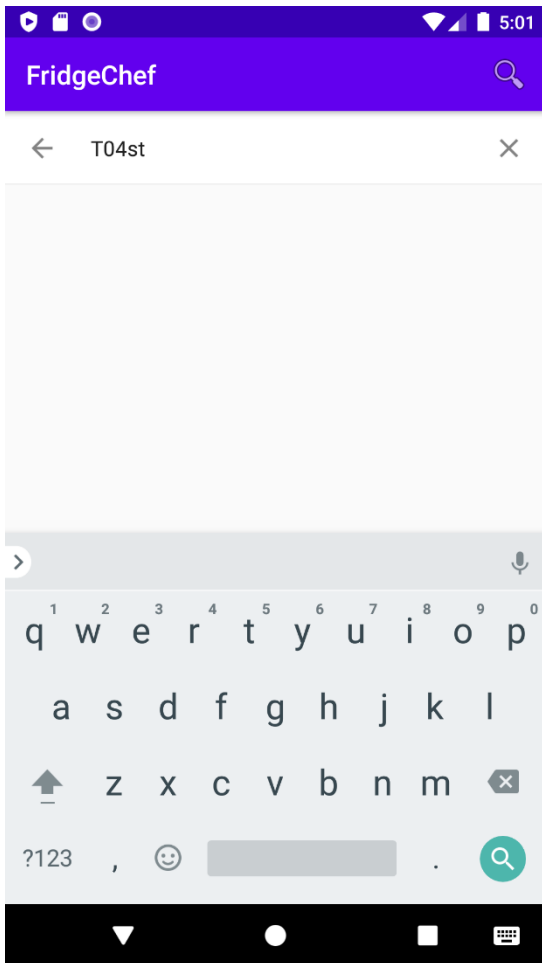 5:01
FridgeChef
T04st
1 2 3 4 5 6 7 8 9 0
q w e r t y u i o p
a s d f g h j k l
z x c v b n m
?123 , .